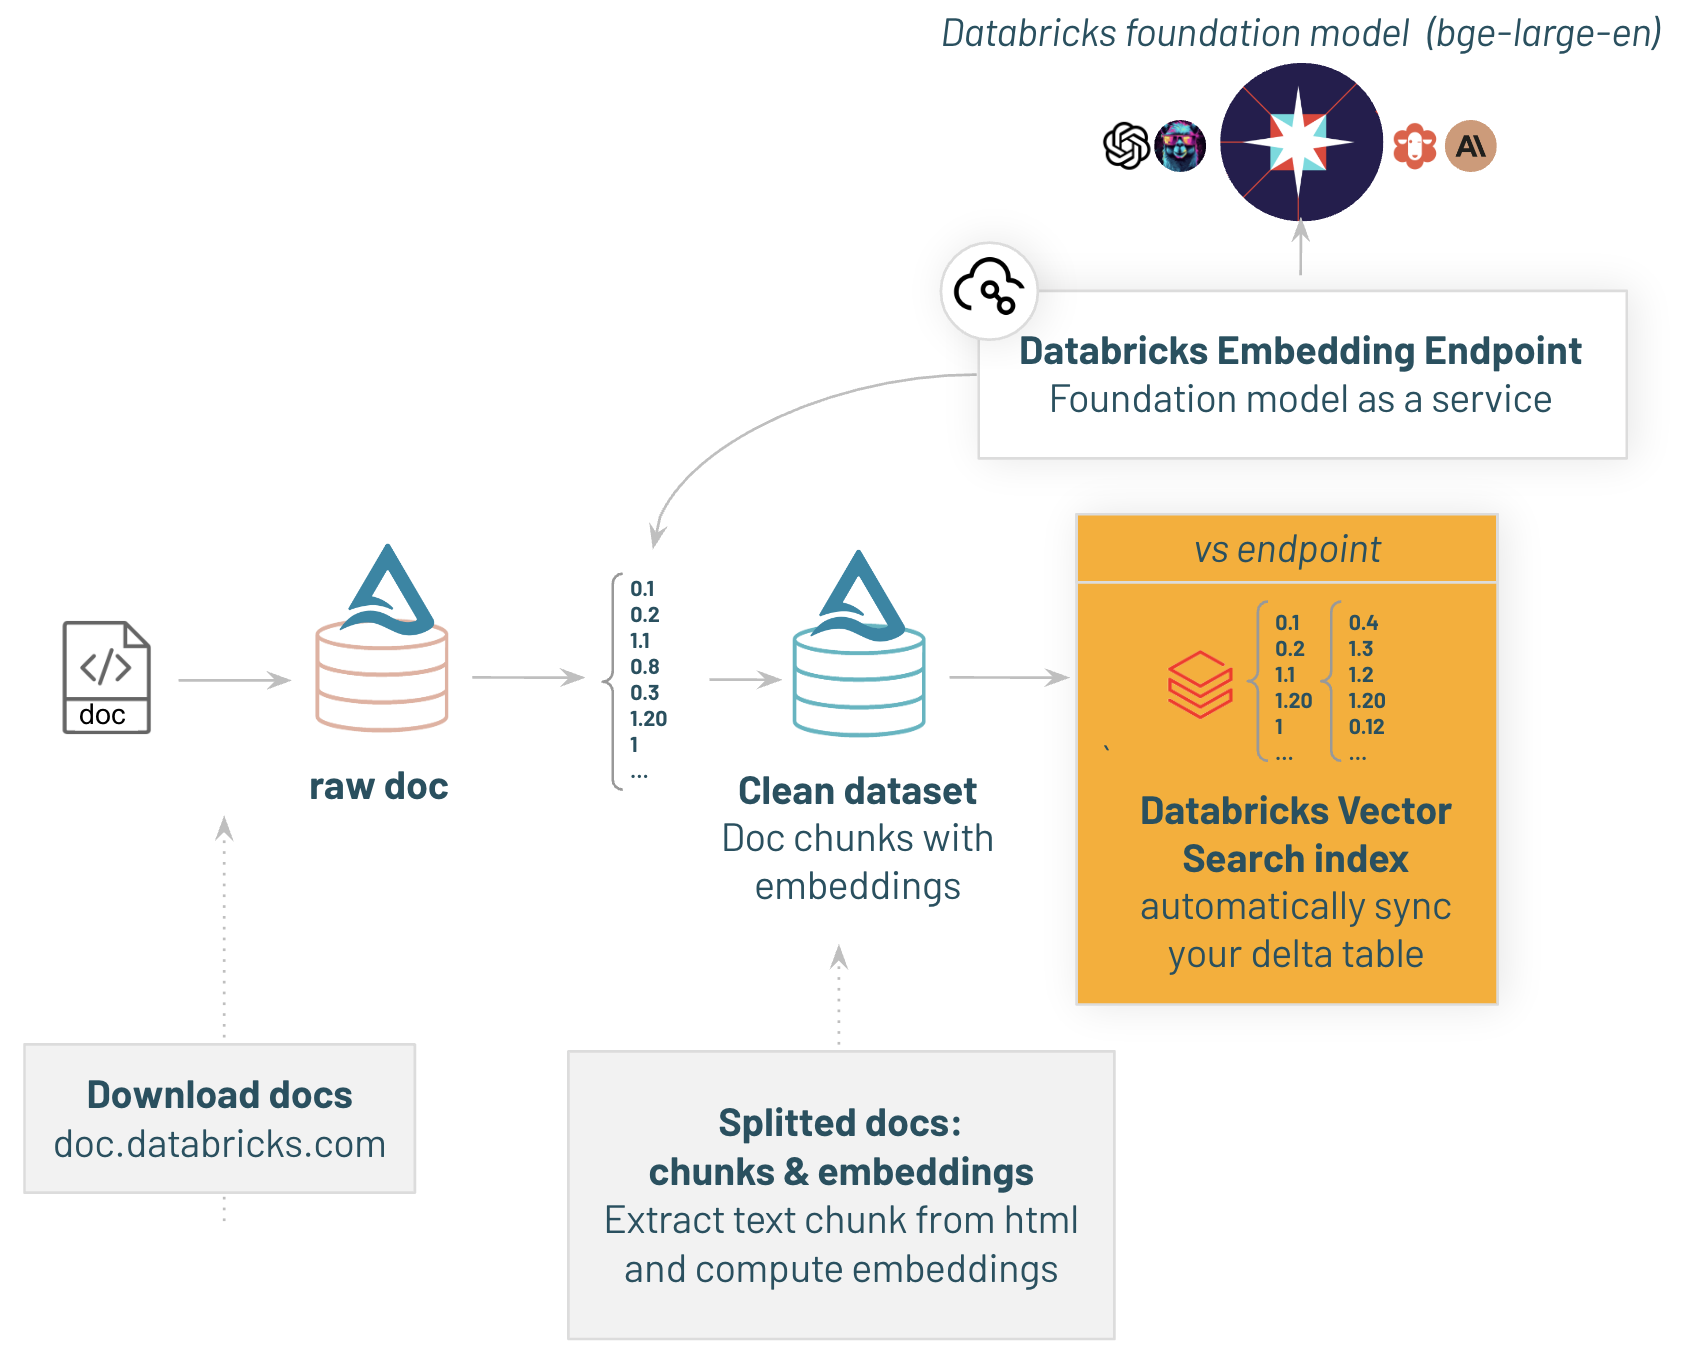 Databricks foundation model (bge-large-en)
Databricks Embedding Endpoint
Foundation model as a service
doc
raw doc
0.1
0.2
1.1
0.8
0.3
1.20
1
...
Clean dataset
Doc chunks with
embeddings
vs endpoint
0.1
0.2
1.1
1.20
1
...
0.4
1.3
1.2
1.20
0.12
...
`
Databricks Vector
Search index
automatically sync
your delta table
Download docs
doc.databricks.com
Splitted docs:
chunks & embeddings
Extract text chunk from html
and compute embeddings